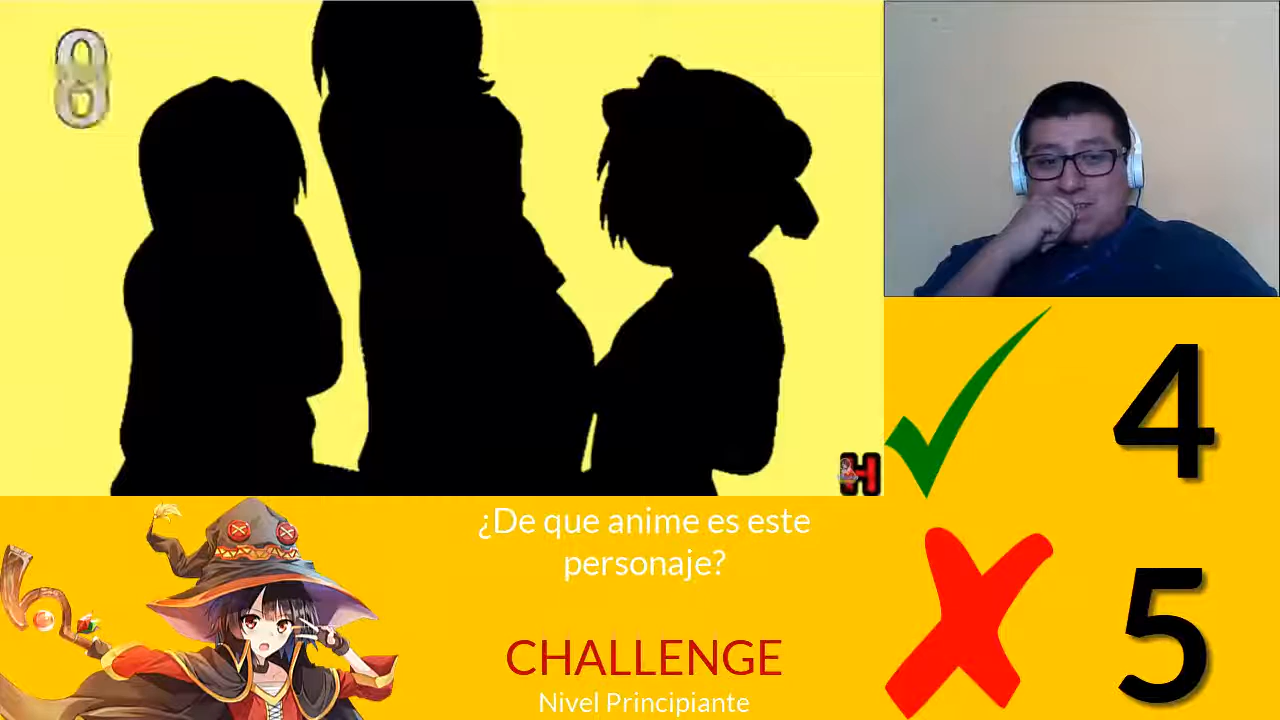 8
H
4
¿De que anime es este
personaje?
5
CHALLENGE
Nivel Principiante